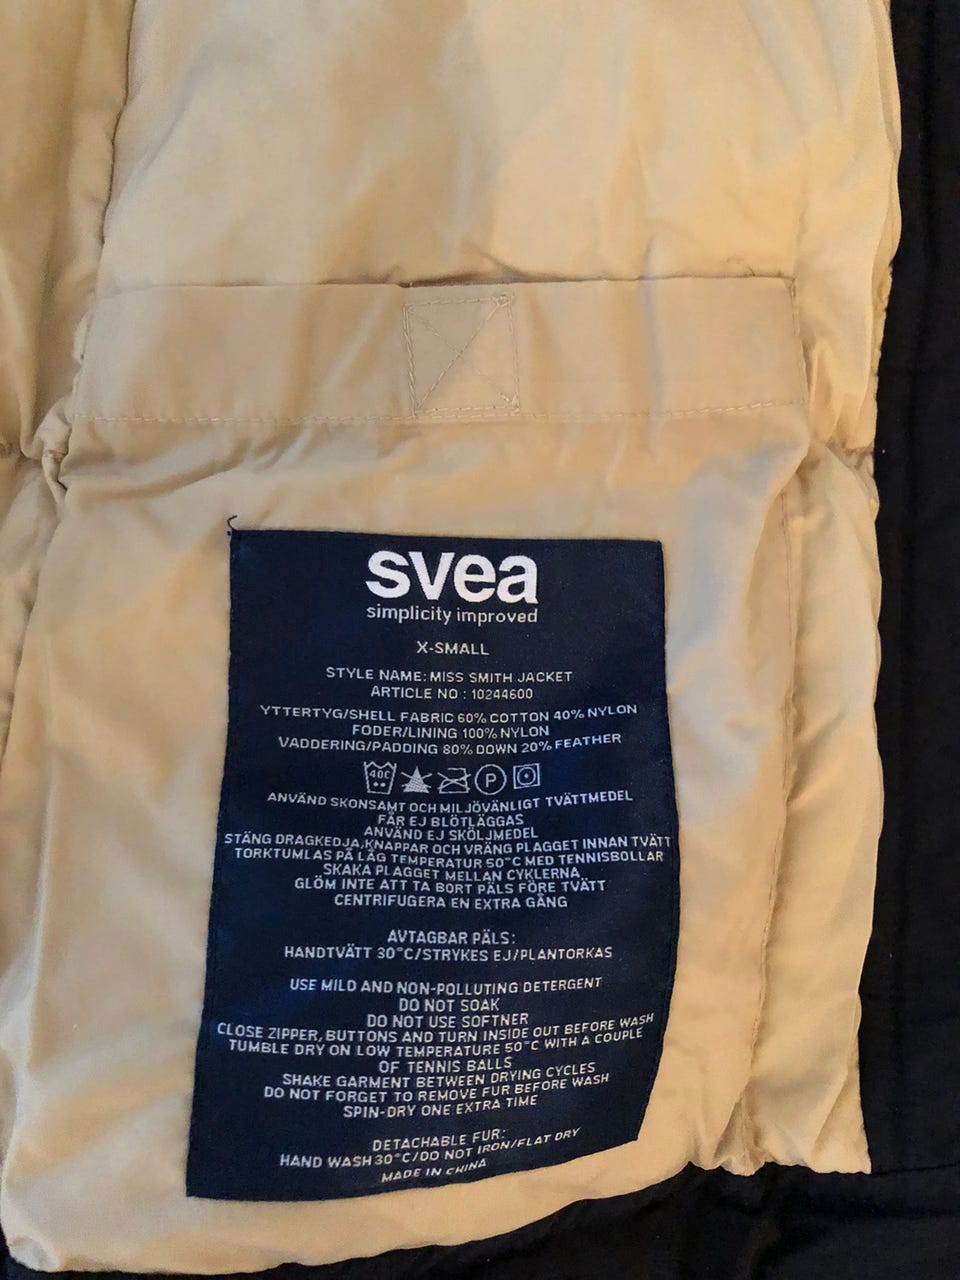 svea
simplicity improved
X-SMALL
STYLE NAME: MISS SMITH JACKET
ARTICLE NO : 10244600
YTTERTYG/SHELL FABRIC 60% COTTON 40% NYLON
FODER/LINING 100% NYLON
VADDERING/PADDING 80% DOWN 20% FEATHER
40C P
ANVÄND SKONSAMT OCH MILJÖVÄNLIGT TVÄTTMEDEL
FÅR EJ BLÖTLÄGGAS
ANVÄND EJ SKÖLJMEDEL
STÄNG DRAGKEDJA,KNAPPAR OCH VRÄNG PLAGGET INNAN TVÄTT
TORKTUMLAS PÅ LÅG TEMPERATUR 50°C MED TENNISBOLLAR
SKAKA PLAGGET MELLAN CYKLERNA
GLÖM INTE ATT TA BORT PÄLS FÖRE TVÄTT
CENTRIFUGERA EN EXTRA GÅNG
AVTAGBAR PÄLS:
HANDTVÄTT 30°C/STRYKES EJ/PLANTORKAS
USE MILD AND NON-POLLUTING DETERGENT
DO NOT SOAK
DO NOT USE SOFTNER
CLOSE ZIPPER, BUTTONS AND TURN INSIDE OUT BEFORE WASH
TUMBLE DRY ON LOW TEMPERATURE 50°C WITH A COUPLE
OF TENNIS BALLS
SHAKE GARMENT BETWEEN DRYING CYCLES
DO NOT FORGET TO REMOVE FUR BEFORE WASH
SPIN-DRY ONE EXTRA TIME
DETACHABLE FUR:
HAND WASH 30°C/DO NOT IRON/FLAT DRY
MADE IN CHINA